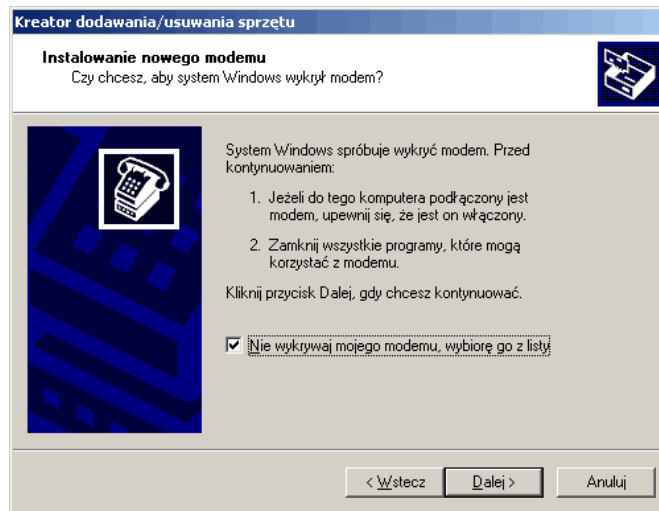 Kreator dodawania/usuwania sprzętu
Instalowanie nowego modemu
Czy chcesz, aby system Windows wykrył modem?
System Windows spróbuje wykryć modem. Przed
kontynuowaniem:
1. Jeżeli do tego komputera podłączony jest
modem, upewnij się, że jest on włączony.
2. Zamknij wszystkie programy, które mogą
korzystać z modemu.
Kliknij przycisk Dalej, gdy chcesz kontynuować.
Nie wykrywaj mojego modemu, wybiorę go z listy
< Wstecz
Dalej >
Anuluj